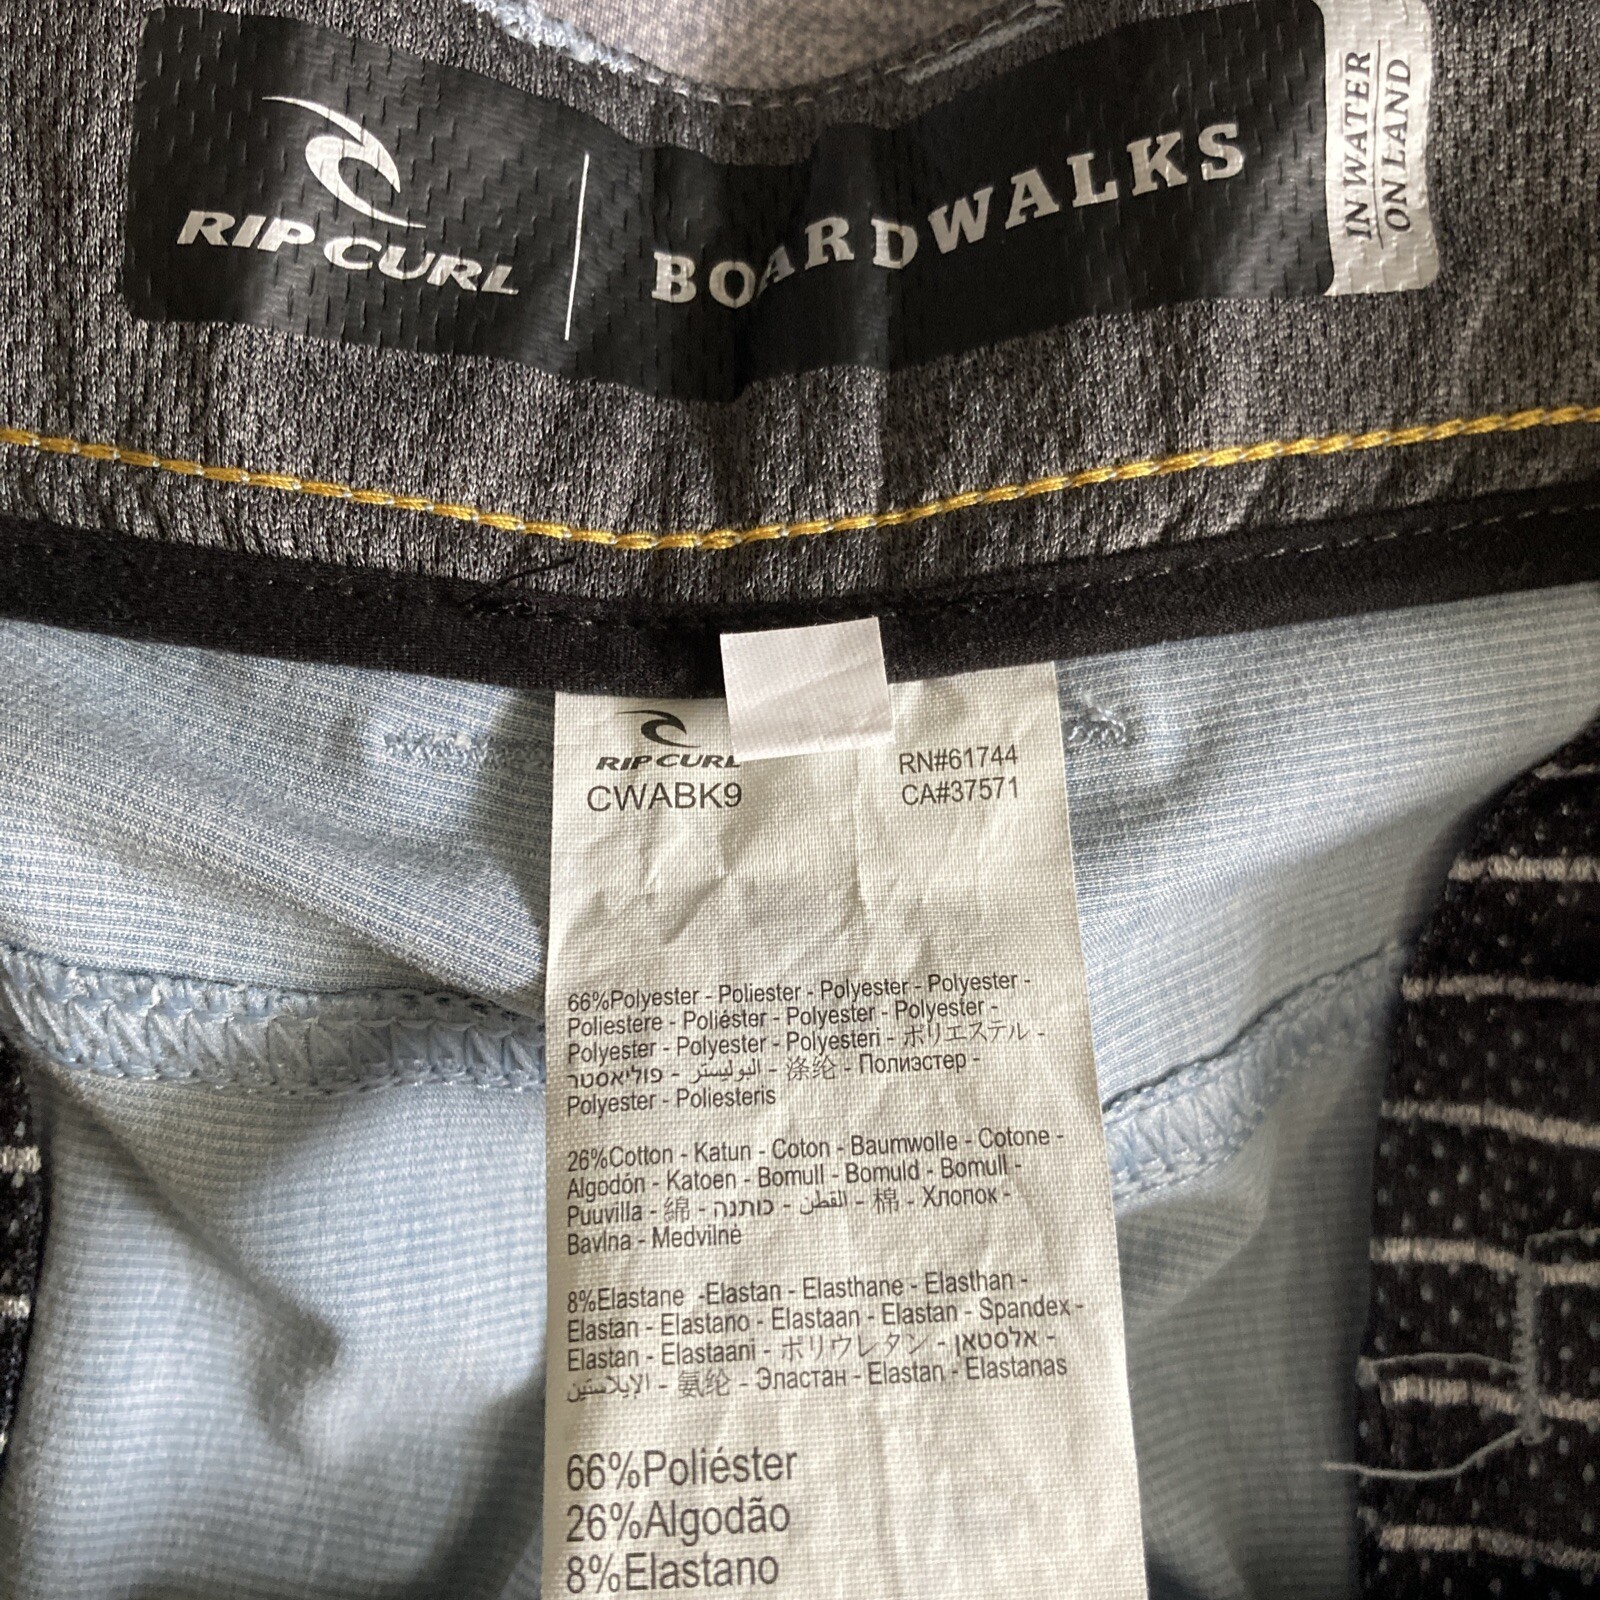 RIP CURL
BOARDWALKS
IN WATER
ON LAND
RIP CURL
CWABK9
RN#61744
CA#37571
66%Polyester - Poliester - Polyester - Polyester -
Poliestere - Poliéster - Polyester - Polyester -
Polyester - Polyester - Polyesteri - ポリエステル -
פוליאסטר - البوليستر - 涤纶 - Полиэстер -
Polyester - Poliesteris
26%Cotton - Katun - Coton - Baumwolle - Cotone -
Algodón - Katoen - Bomull - Bomuld - Bomull -
Puuvilla - 綿 - כותנה - القطن - 棉 - Хлопок -
Bavlna - Medvilnė
8%Elastane -Elastan - Elasthane - Elasthan -
Elastan - Elastano - Elastaan - Elastan - Spandex -
Elastan - Elastaani - ポリウレタン - אלסטאן -
الإيلاستين - 氨纶 - Эластан - Elastan - Elastanas
66%Poliéster
26%Algodão
8%Elastano